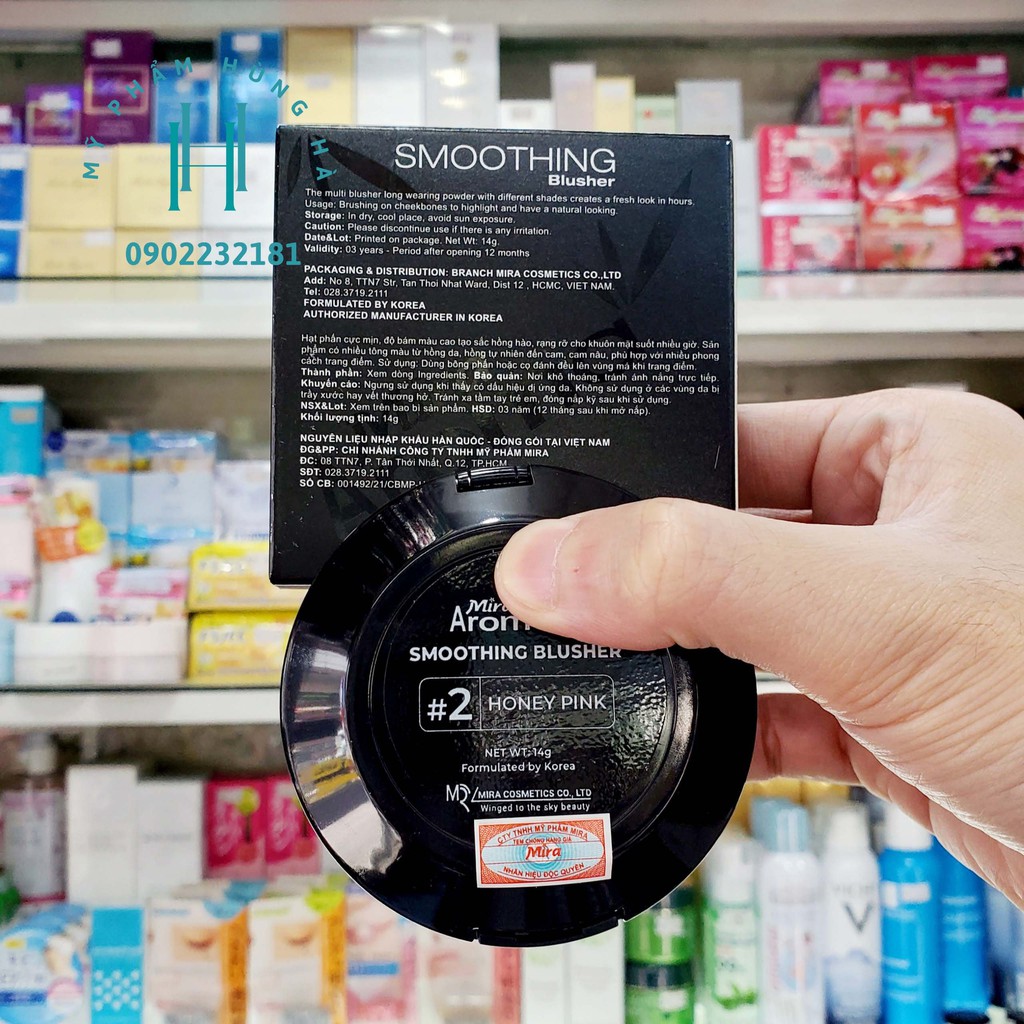 MỸ PHẨM HÙNG HÀ
H
0902232181
SMOOTHING
Blusher
The multi blusher long wearing powder with different shades creates a fresh look in hours.
Usage: Brushing on cheekbones to highlight and have a natural looking.
Storage: In dry, cool place, avoid sun exposure.
Caution: Please discontinue use if there is any irritation.
Date&Lot: Printed on package. Net Wt: 14g.
Validity: 03 years - Period after opening 12 months
PACKAGING & DISTRIBUTION: BRANCH MIRA COSMETICS CO.,LTD
Add: No 8, TTN7 Str, Tan Thoi Nhat Ward, Dist 12 , HCMC, VIET NAM.
Tel: 028.3719.2111
FORMULATED BY KOREA
AUTHORIZED MANUFACTURER IN KOREA
Hạt phấn cực mịn, độ bám màu cao tạo sắc hồng hào, rạng rỡ cho khuôn mặt suốt nhiều giờ. Sản
phẩm có nhiều tông màu từ hồng da, hồng tự nhiên đến cam, cam nâu, phù hợp với nhiều phong
cách trang điểm. Sử dụng: Dùng bông phấn hoặc cọ đánh đều lên vùng má khi trang điểm.
Thành phần: Xem dòng Ingredients. Bảo quản: Nơi khô thoáng, tránh ánh nắng trực tiếp.
Khuyến cáo: Ngưng sử dụng khi thấy có dấu hiệu dị ứng da. Không sử dụng ở các vùng da bị
trầy xước hay vết thương hở. Tránh xa tầm tay trẻ em, đóng nắp kỹ sau khi sử dụng.
NSX&Lot: Xem trên bao bì sản phẩm. HSD: 03 năm (12 tháng sau khi mở nắp).
Khối lượng tịnh: 14g
NGUYÊN LIỆU NHẬP KHẨU HÀN QUỐC - ĐÓNG GÓI TẠI VIỆT NAM
ĐG&PP: CHI NHÁNH CÔNG TY TNHH MỸ PHẨM MIRA
ĐC: 08 TTN7, P. Tân Thới Nhất, Q.12, TP.HCM
SĐT: 028.3719.2111
SỐ CB: 001492/21/CBMP-
Mira
Arom
SMOOTHING BLUSHER
#2 HONEY PINK
NET WT: 14g
Formulated by Korea
MIRA COSMETICS CO., LTD
Winged to the sky beauty
CTY TNHH MỸ PHẨM MIRA
TEM CHỐNG HÀNG GIẢ
Mira
NHÃN HIỆU ĐỘC QUYỀN